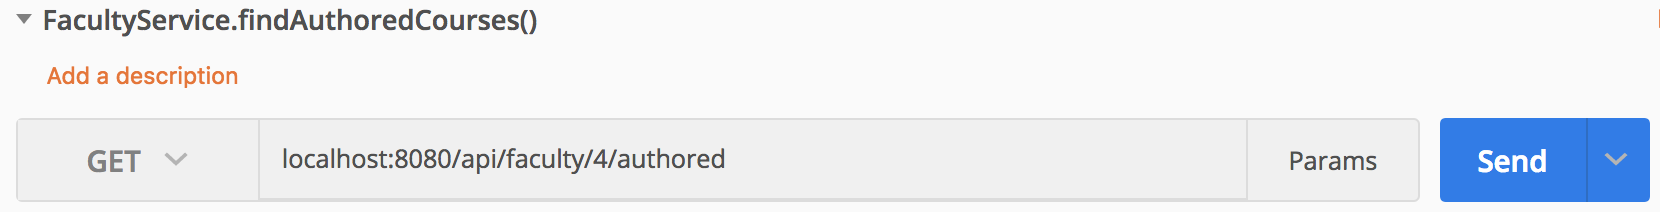 FacultyService.findAuthoredCourses()
Add a description
GET localhost:8080/api/faculty/4/authored Params Send